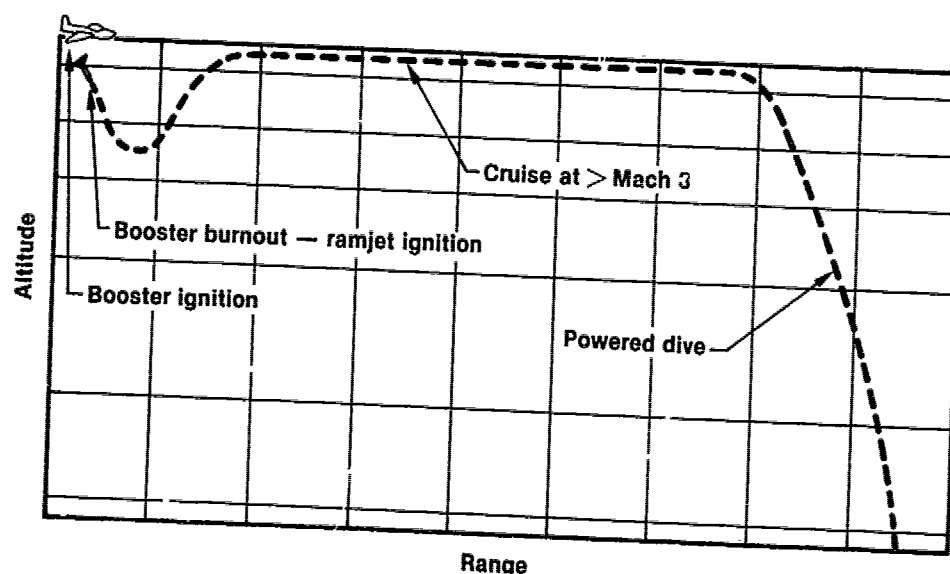 Cruise at > Mach 3
Booster burnout — ramjet ignition
Booster ignition
Powered dive
Altitude
Range